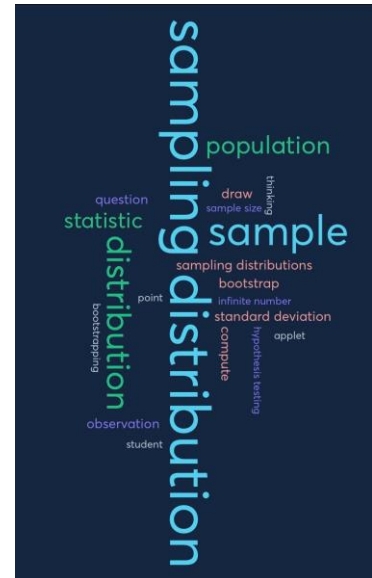 sampling distribution
population
draw
thinking
question
sample size
statistic
sample
distribution
sampling distributions
bootstrap
point
infinite number
bootstrapping
standard deviation
compute
hypothesis testing
applet
observation
student